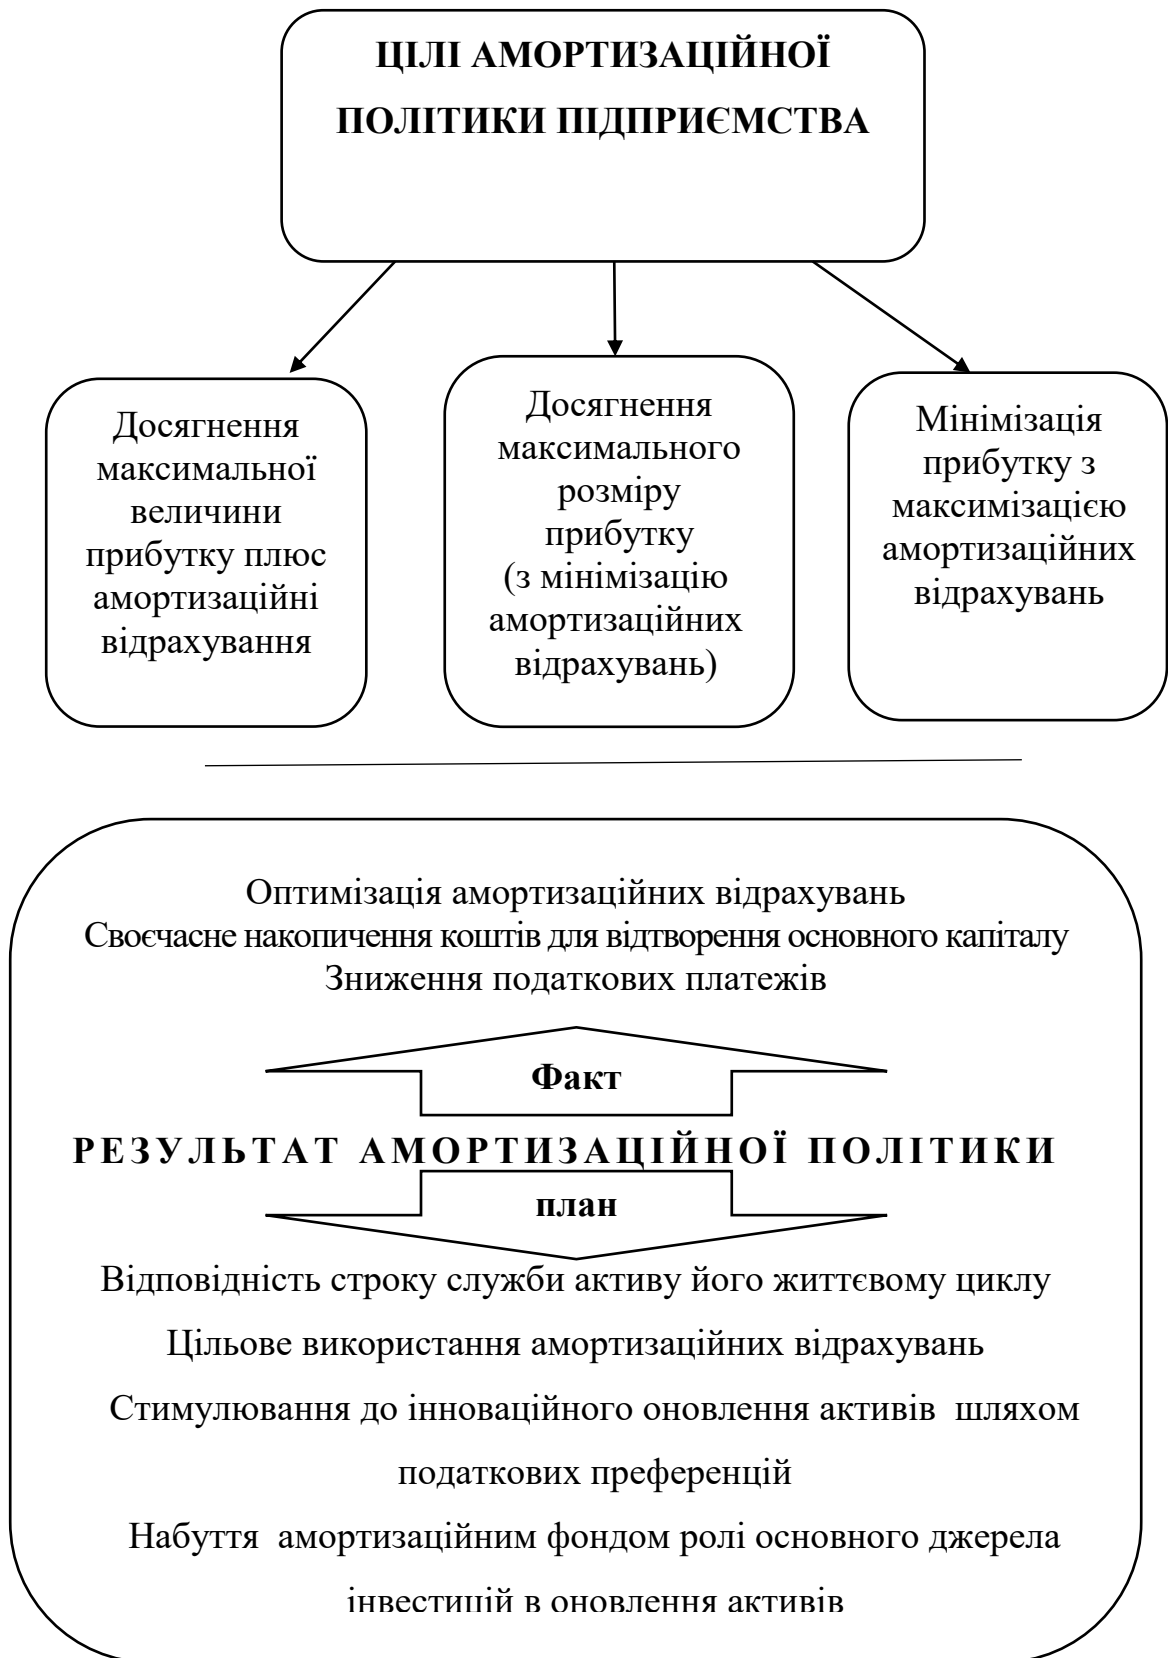 ЦІЛІ АМОРТИЗАЦІЙНОЇ
ПОЛІТИКИ ПІДПРИЄМСТВА
Досягнення
максимальної
величини
прибутку плюс
амортизаційні
відрахування
Досягнення
максимального
розміру
прибутку
(з мінімізацію
амортизаційних
відрахувань)
Мінімізація
прибутку з
максимізацією
амортизаційних
відрахувань
Оптимізація амортизаційних відрахувань
Своєчасне накопичення коштів для відтворення основного капіталу
Зниження податкових платежів
Факт
РЕЗУЛЬТАТ АМОРТИЗАЦІЙНОЇ ПОЛІТИКИ
план
Відповідність строку служби активу його життєвому циклу
Цільове використання амортизаційних відрахувань
Стимулювання до інноваційного оновлення активів шляхом
податкових преференцій
Набуття амортизаційним фондом ролі основного джерела
інвестицій в оновлення активів